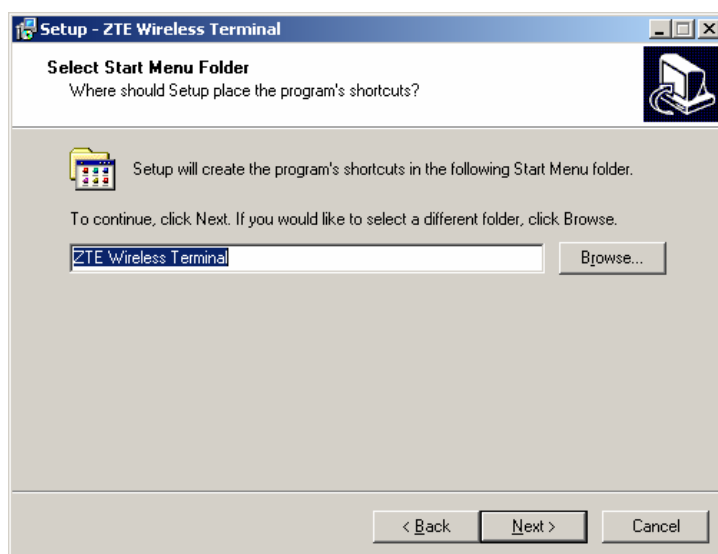 Setup - ZTE Wireless Terminal
Select Start Menu Folder
Where should Setup place the program's shortcuts?
Setup will create the program's shortcuts in the following Start Menu folder.
To continue, click Next. If you would like to select a different folder, click Browse.
ZTE Wireless Terminal
Browse...
< Back
Next >
Cancel